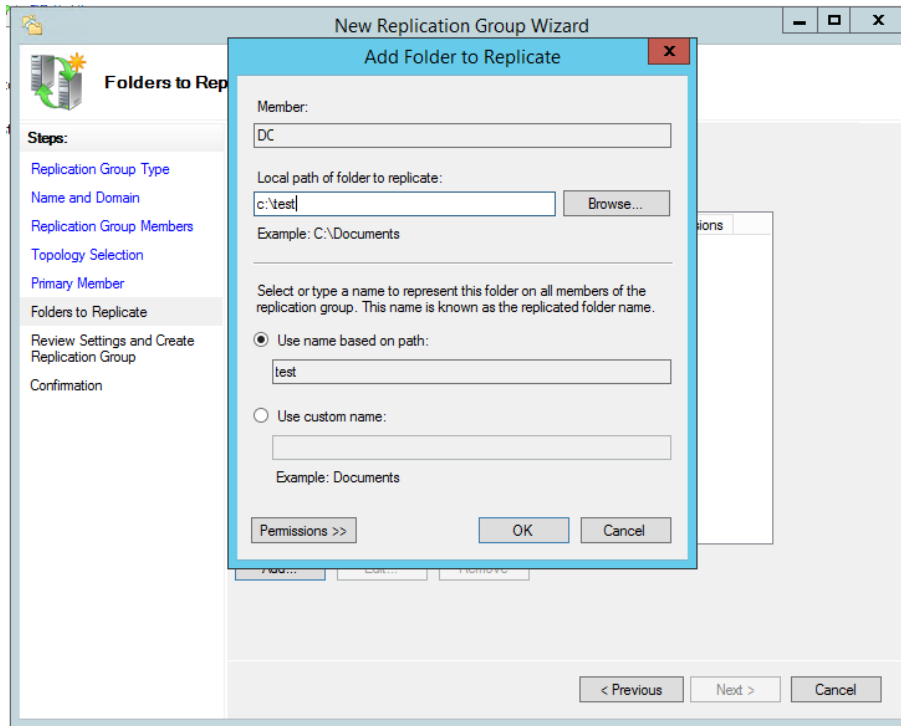 New Replication Group Wizard
Add Folder to Replicate
Folders to Rep
Steps:
Replication Group Type
Name and Domain
Replication Group Members
Topology Selection
Primary Member
Folders to Replicate
Review Settings and Create
Replication Group
Confirmation
Member:
DC
Local path of folder to replicate:
c:\test
Browse...
Example: C:\Documents
Select or type a name to represent this folder on all members of the
replication group. This name is known as the replicated folder name.
Use name based on path:
test
Use custom name:
Example: Documents
Permissions >>
OK
Cancel
sions
Add...
Edit...
Remove
< Previous
Next >
Cancel